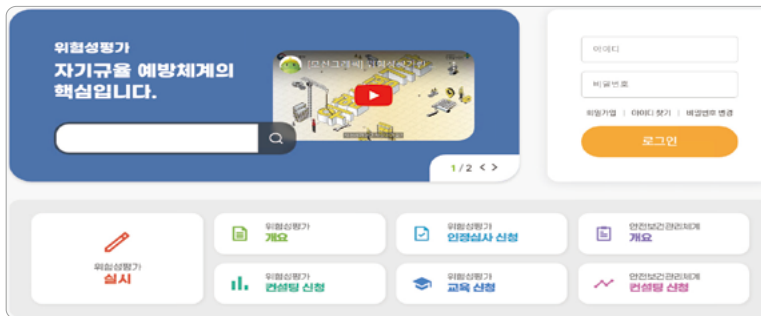 위험성평가
자기규율 예방체계의
핵심입니다.
1 / 2 < >
아이디
비밀번호
회원가입 | 아이디 찾기 | 비밀번호 변경
로그인
위험성평가
실시
위험성평가
개요
위험성평가
인정심사 신청
안전보건관리체계
개요
위험성평가
컨설팅 신청
위험성평가
교육 신청
안전보건관리체계
컨설팅 신청